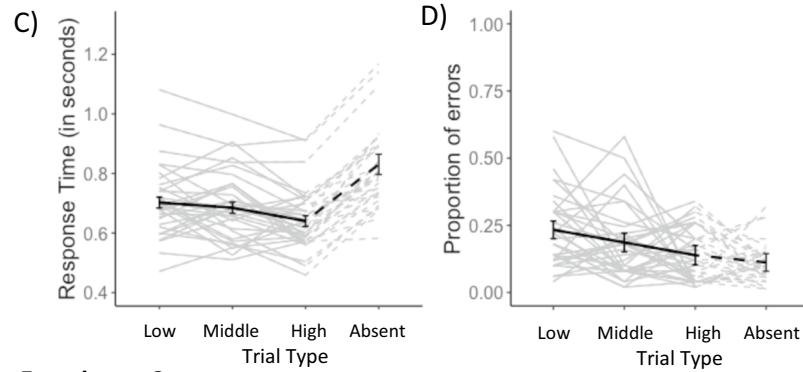 C)
Response Time (in seconds)
1.2
1.0
0.8
0.6
0.4
Low Middle High Absent
Trial Type
D)
Proportion of errors
1.00
0.75
0.50
0.25
0.00
Low Middle High Absent
Trial Type